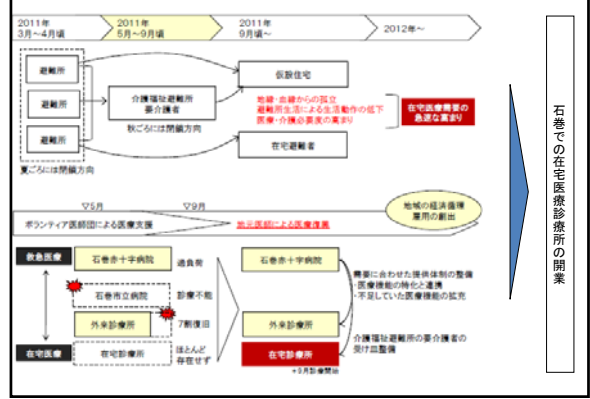 2011年
3月～4月頃
2011年
5月～9月頃
2011年
9月～
2012年～
避難所
避難所
避難所
夏ごろには閉鎖方向
介護福祉避難所
要介護者
秋ごろには閉鎖方向
仮設住宅
地縁・血縁からの孤立
避難所生活による生活動作の低下
医療・介護必要度の高まり
在宅避難者
在宅医療需要の
急速な高まり
石巻での在宅医療診療所の開業
▽5月
▽9月
ボランティア医師団による医療支援
地元医師による医療復興
地域の経済循環
雇用の創出
救急医療
在宅医療
石巻赤十字病院
過負荷
石巻市立病院
診療不能
外来診療所
7割復旧
在宅診療所
ほとんど
存在せず
石巻赤十字病院
外来診療所
在宅診療所
*9月診療開始
需要に合わせた提供体制の整備
・医療機能の特化と連携
・不足していた医療機能の拡充
介護福祉避難所の要介護者の
受け皿整備